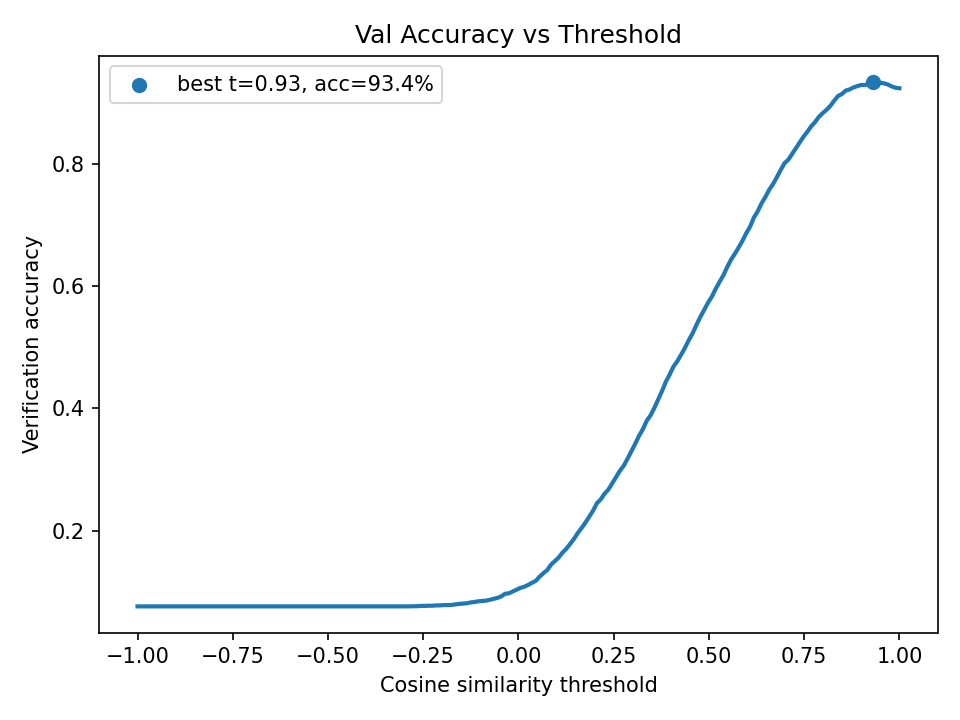 Val Accuracy vs Threshold
best t=0.93, acc=93.4%
Verification accuracy
0.8
0.6
0.4
0.2
−1.00 −0.75 −0.50 −0.25 0.00 0.25 0.50 0.75 1.00
Cosine similarity threshold